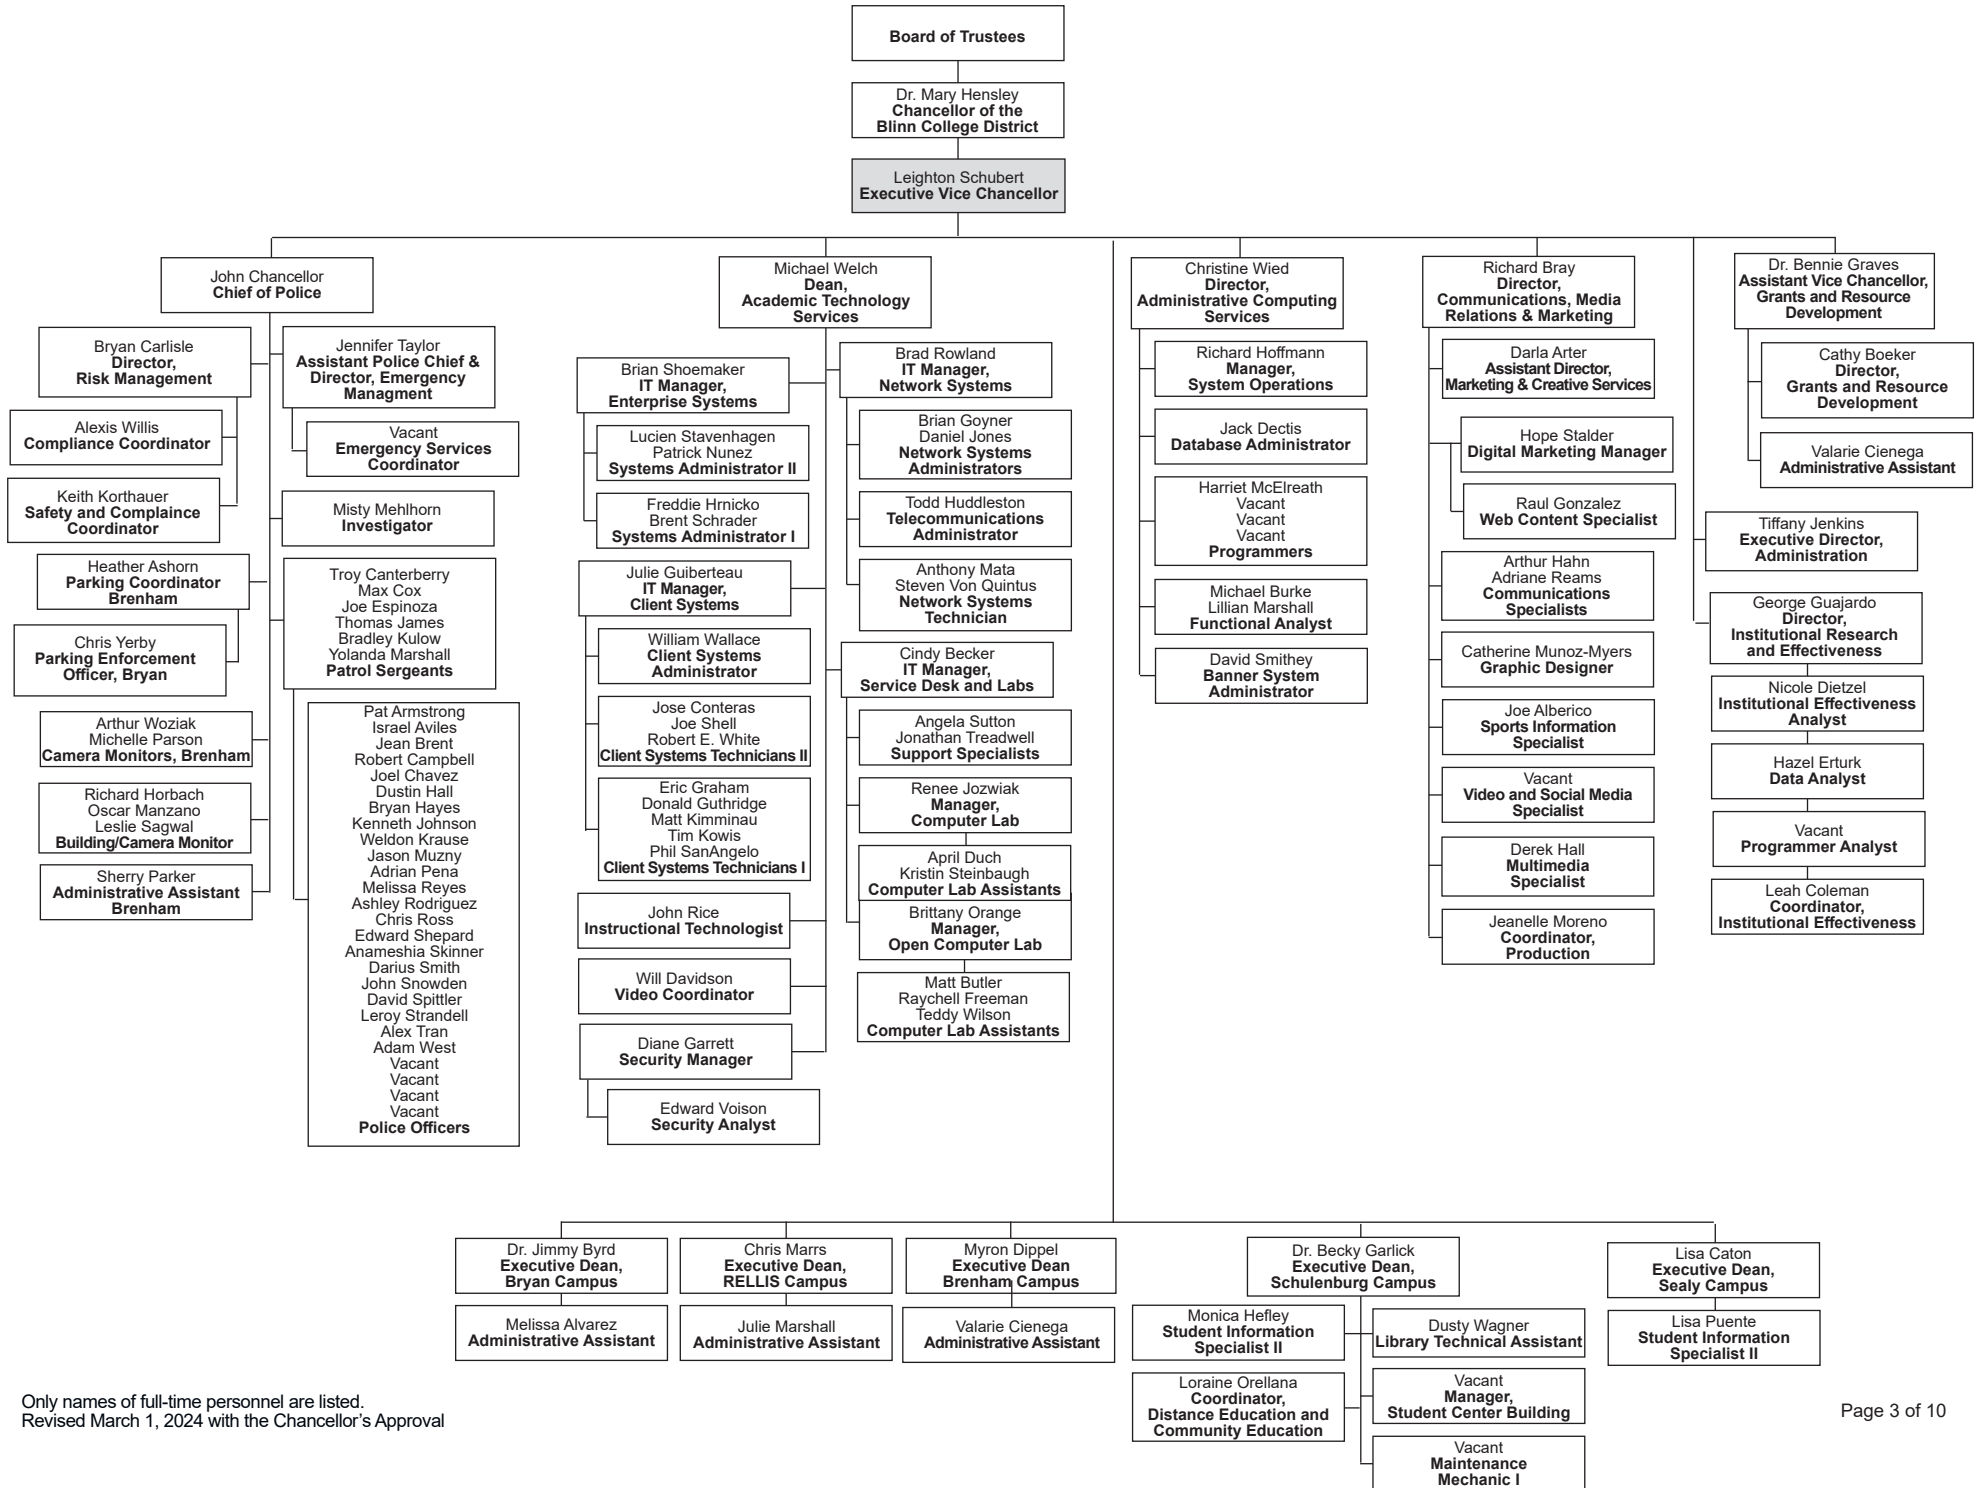 Board of Trustees
Dr. Mary Hensley
Chancellor of the
Blinn College District
Leighton Schubert
Executive Vice Chancellor
John Chancellor
Chief of Police
Bryan Carlisle
Director,
Risk Management
Alexis Willis
Compliance Coordinator
Keith Korthauer
Safety and Complaince
Coordinator
Heather Ashorn
Parking Coordinator
Brenham
Chris Yerby
Parking Enforcement
Officer, Bryan
Arthur Woziak
Michelle Parson
Camera Monitors, Brenham
Richard Horbach
Oscar Manzano
Leslie Sagwal
Building/Camera Monitor
Sherry Parker
Administrative Assistant
Brenham
Jennifer Taylor
Assistant Police Chief &
Director, Emergency
Managment
Vacant
Emergency Services
Coordinator
Misty Mehlhorn
Investigator
Troy Canterberry
Max Cox
Joe Espinoza
Thomas James
Bradley Kulow
Yolanda Marshall
Patrol Sergeants
Pat Armstrong
Israel Aviles
Jean Brent
Robert Campbell
Joel Chavez
Dustin Hall
Bryan Hayes
Kenneth Johnson
Weldon Krause
Jason Muzny
Adrian Pena
Melissa Reyes
Ashley Rodriguez
Chris Ross
Edward Shepard
Anameshia Skinner
Darius Smith
John Snowden
David Spittler
Leroy Strandell
Alex Tran
Adam West
Vacant
Vacant
Vacant
Vacant
Police Officers
Michael Welch
Dean,
Academic Technology
Services
Brian Shoemaker
IT Manager,
Enterprise Systems
Lucien Stavenhagen
Patrick Nunez
Systems Administrator II
Freddie Hrnicko
Brent Schrader
Systems Administrator I
Julie Guiberteau
IT Manager,
Client Systems
William Wallace
Client Systems
Administrator
Jose Conteras
Joe Shell
Robert E. White
Client Systems Technicians II
Eric Graham
Donald Guthridge
Matt Kimminau
Tim Kowis
Phil SanAngelo
Client Systems Technicians I
John Rice
Instructional Technologist
Will Davidson
Video Coordinator
Diane Garrett
Security Manager
Edward Voison
Security Analyst
Brad Rowland
IT Manager,
Network Systems
Brian Goyner
Daniel Jones
Network Systems
Administrators
Todd Huddleston
Telecommunications
Administrator
Anthony Mata
Steven Von Quintus
Network Systems
Technician
Cindy Becker
IT Manager,
Service Desk and Labs
Angela Sutton
Jonathan Treadwell
Support Specialists
Renee Jozwiak
Manager,
Computer Lab
April Duch
Kristin Steinbaugh
Computer Lab Assistants
Brittany Orange
Manager,
Open Computer Lab
Matt Butler
Raychell Freeman
Teddy Wilson
Computer Lab Assistants
Christine Wied
Director,
Administrative Computing
Services
Richard Hoffmann
Manager,
System Operations
Jack Dectis
Database Administrator
Harriet McElreath
Vacant
Vacant
Vacant
Programmers
Michael Burke
Lillian Marshall
Functional Analyst
David Smithey
Banner System
Administrator
Richard Bray
Director,
Communications, Media
Relations & Marketing
Darla Arter
Assistant Director,
Marketing & Creative Services
Hope Stalder
Digital Marketing Manager
Raul Gonzalez
Web Content Specialist
Arthur Hahn
Adriane Reams
Communications
Specialists
Catherine Munoz-Myers
Graphic Designer
Joe Alberico
Sports Information
Specialist
Vacant
Video and Social Media
Specialist
Derek Hall
Multimedia
Specialist
Jeanelle Moreno
Coordinator,
Production
Dr. Bennie Graves
Assistant Vice Chancellor,
Grants and Resource
Development
Cathy Boeker
Director,
Grants and Resource
Development
Valarie Cienega
Administrative Assistant
Tiffany Jenkins
Executive Director,
Administration
George Guajardo
Director,
Institutional Research
and Effectiveness
Nicole Dietzel
Institutional Effectiveness
Analyst
Hazel Erturk
Data Analyst
Vacant
Programmer Analyst
Leah Coleman
Coordinator,
Institutional Effectiveness
Dr. Jimmy Byrd
Executive Dean,
Bryan Campus
Melissa Alvarez
Administrative Assistant
Chris Marrs
Executive Dean,
RELLIS Campus
Julie Marshall
Administrative Assistant
Myron Dippel
Executive Dean
Brenham Campus
Valarie Cienega
Administrative Assistant
Dr. Becky Garlick
Executive Dean,
Schulenburg Campus
Monica Hefley
Student Information
Specialist II
Loraine Orellana
Coordinator,
Distance Education and
Community Education
Dusty Wagner
Library Technical Assistant
Vacant
Manager,
Student Center Building
Vacant
Maintenance
Mechanic I
Lisa Caton
Executive Dean,
Sealy Campus
Lisa Puente
Student Information
Specialist II
Only names of full-time personnel are listed.
Revised March 1, 2024 with the Chancellor's Approval
Page 3 of 10